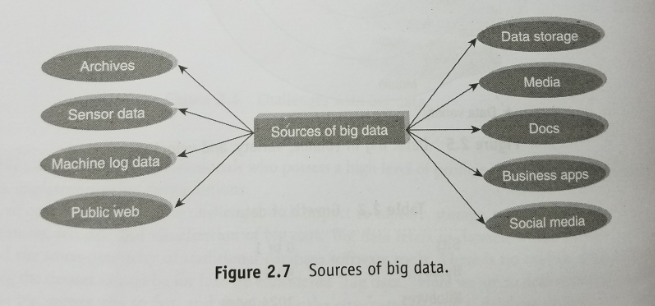 Archives
Sensor data
Machine log data
Public web
Sources of big data
Data storage
Media
Docs
Business apps
Social media
Figure 2.7 Sources of big data.